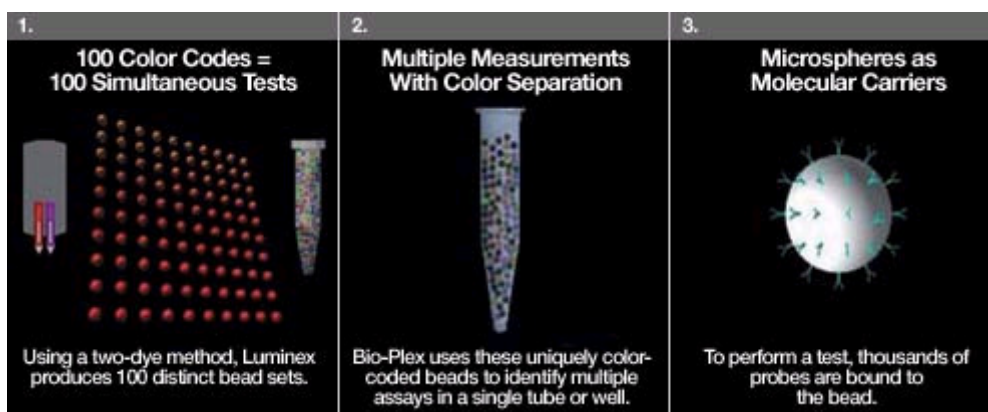 1.
100 Color Codes =
100 Simultaneous Tests
Using a two-dye method, Luminex
produces 100 distinct bead sets.
2.
Multiple Measurements
With Color Separation
Bio-Plex uses these uniquely color-
coded beads to identify multiple
assays in a single tube or well.
3.
Microspheres as
Molecular Carriers
To perform a test, thousands of
probes are bound to
the bead.